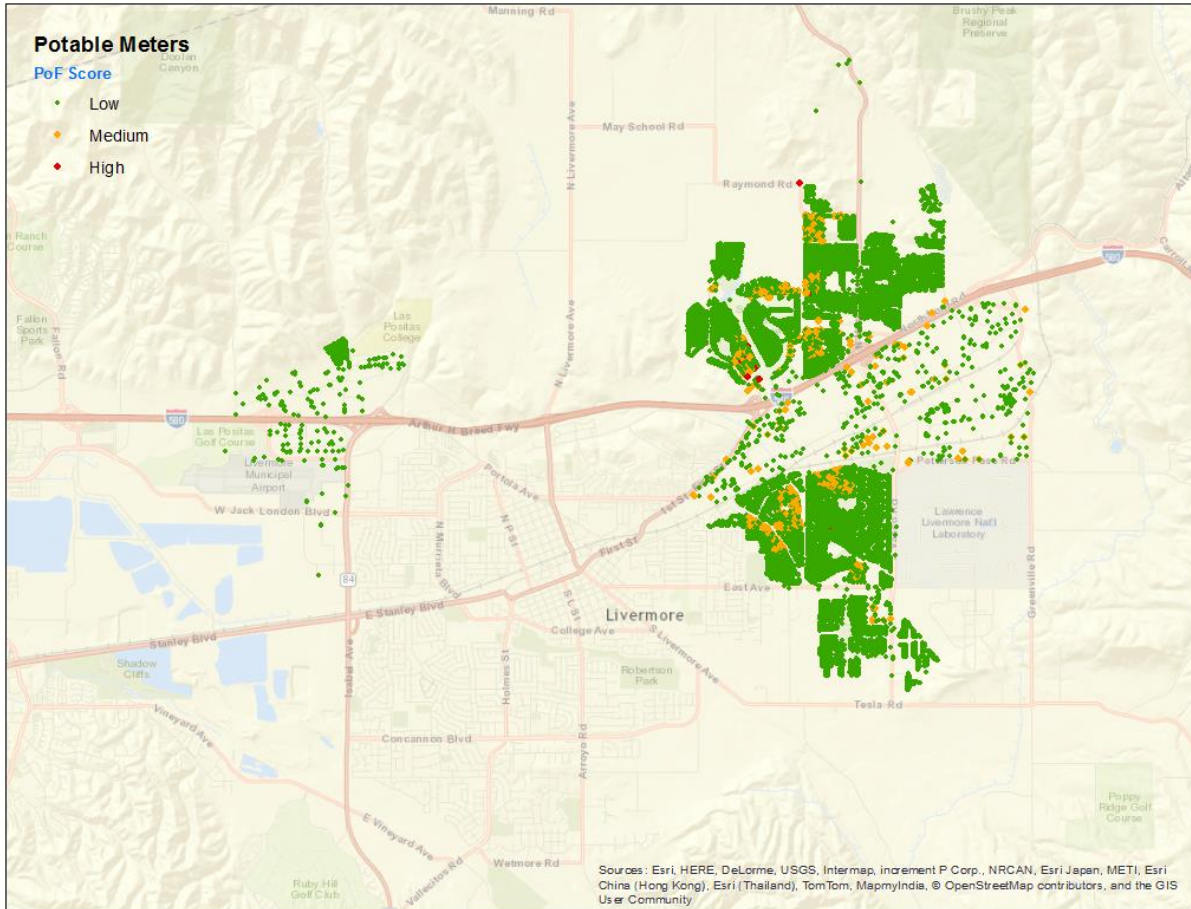 Potable Meters
PoF Score
Low
Medium
High
Manning Rd
Brushy Peak
Regional
Preserve
Doolan
Canyon
May School Rd
N Livermore Ave
Raymond Rd
580
Fallon
Sports
Park
Fallon Rd
Las
Positas
College
N Livermore Ave
580
Las Positas
Golf Course
Arthur H Breed Fwy
Livermore
Municipal
Airport
W Jack London Blvd
Portola Ave
N P St
N Murrieta Blvd
1st St
First St
Patterson Pass Rd
Lawrence
Livermore Nat'l
Laboratory
Greenville Rd
84
E Stanley Blvd
Stanley Blvd
East Ave
Livermore
S L St
College Ave
S Livermore Ave
Isabel Ave
Holmes St
Shadow
Cliffs
Robertson
Park
Tesla Rd
Vineyard Ave
Concannon Blvd
Arroyo Rd
Poppy
Ridge Golf
Course
E Vineyard Ave
Vallecitos Rd
Wetmore Rd
Ruby Hill
Golf Club
Sources: Esri, HERE, DeLorme, USGS, Intermap, increment P Corp., NRCAN, Esri Japan, METI, Esri
China (Hong Kong), Esri (Thailand), TomTom, MapmyIndia, © OpenStreetMap contributors, and the GIS
User Community